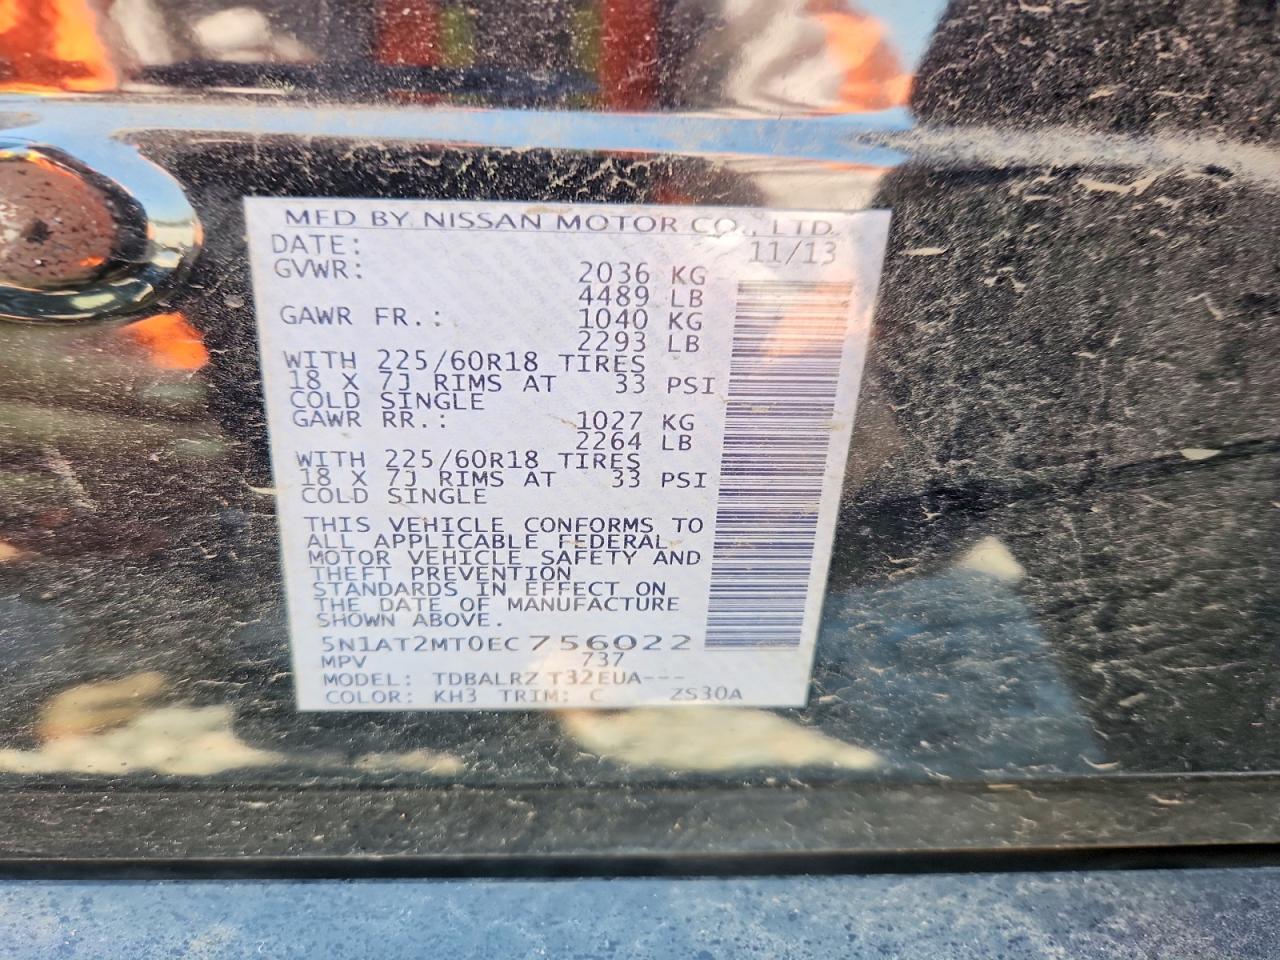 MFD BY NISSAN MOTOR CO., LTD.
DATE: 11/13
GVWR: 2036 KG
4489 LB
GAWR FR.: 1040 KG
2293 LB
WITH 225/60R18 TIRES
18 X 7J RIMS AT 33 PSI
COLD SINGLE
GAWR RR.: 1027 KG
2264 LB
WITH 225/60R18 TIRES
18 X 7J RIMS AT 33 PSI
COLD SINGLE
THIS VEHICLE CONFORMS TO
ALL APPLICABLE FEDERAL
MOTOR VEHICLE SAFETY AND
THEFT PREVENTION
STANDARDS IN EFFECT ON
THE DATE OF MANUFACTURE
SHOWN ABOVE.
5N1AT2MT0EC756022
MPV 737
MODEL: TDBALRZ T32EUA---
COLOR: KH3 TRIM: C ZS30A